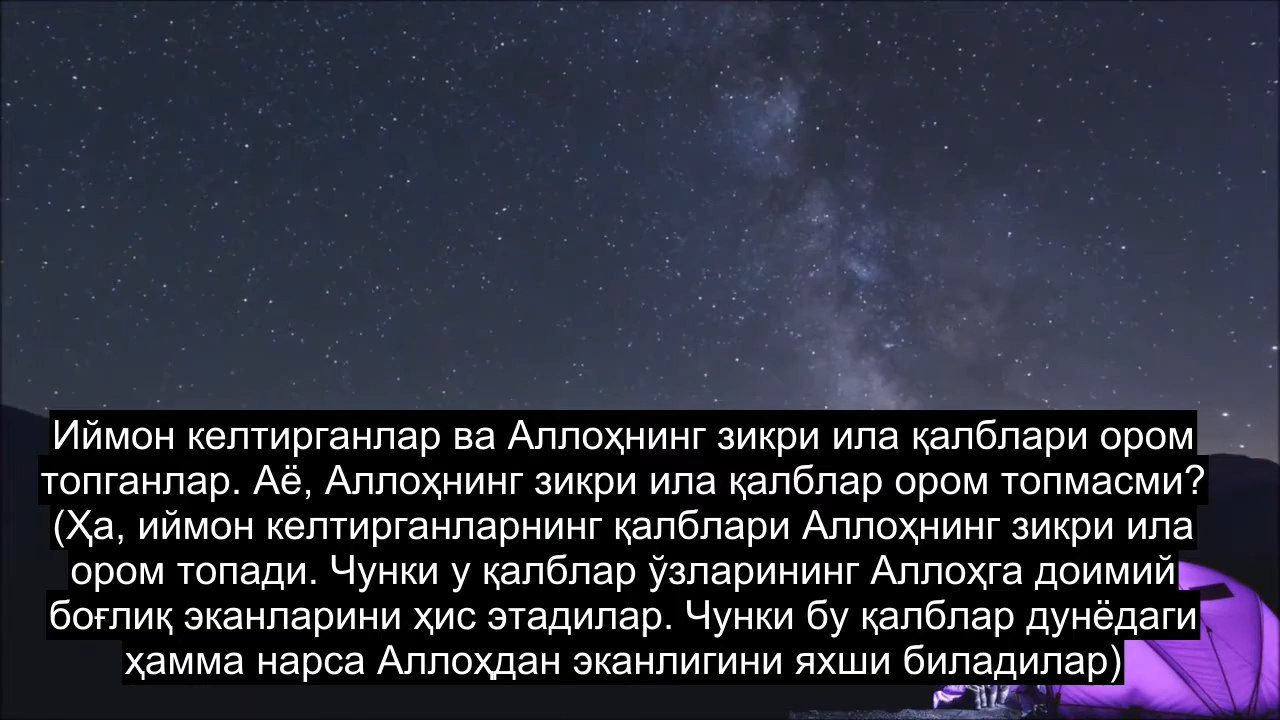 Иймон келтирганлар ва Аллоҳнинг зикри ила қалблари ором
топганлар. Аё, Аллоҳнинг зикри ила қалблар ором топмасми?
(Ҳа, иймон келтирганларнинг қалблари Аллоҳнинг зикри ила
ором топади. Чунки у қалблар ўзларининг Аллоҳга доимий
боғлиқ эканларини ҳис этадилар. Чунки бу қалблар дунёдаги
ҳамма нарса Аллоҳдан эканлигини яхши биладилар)